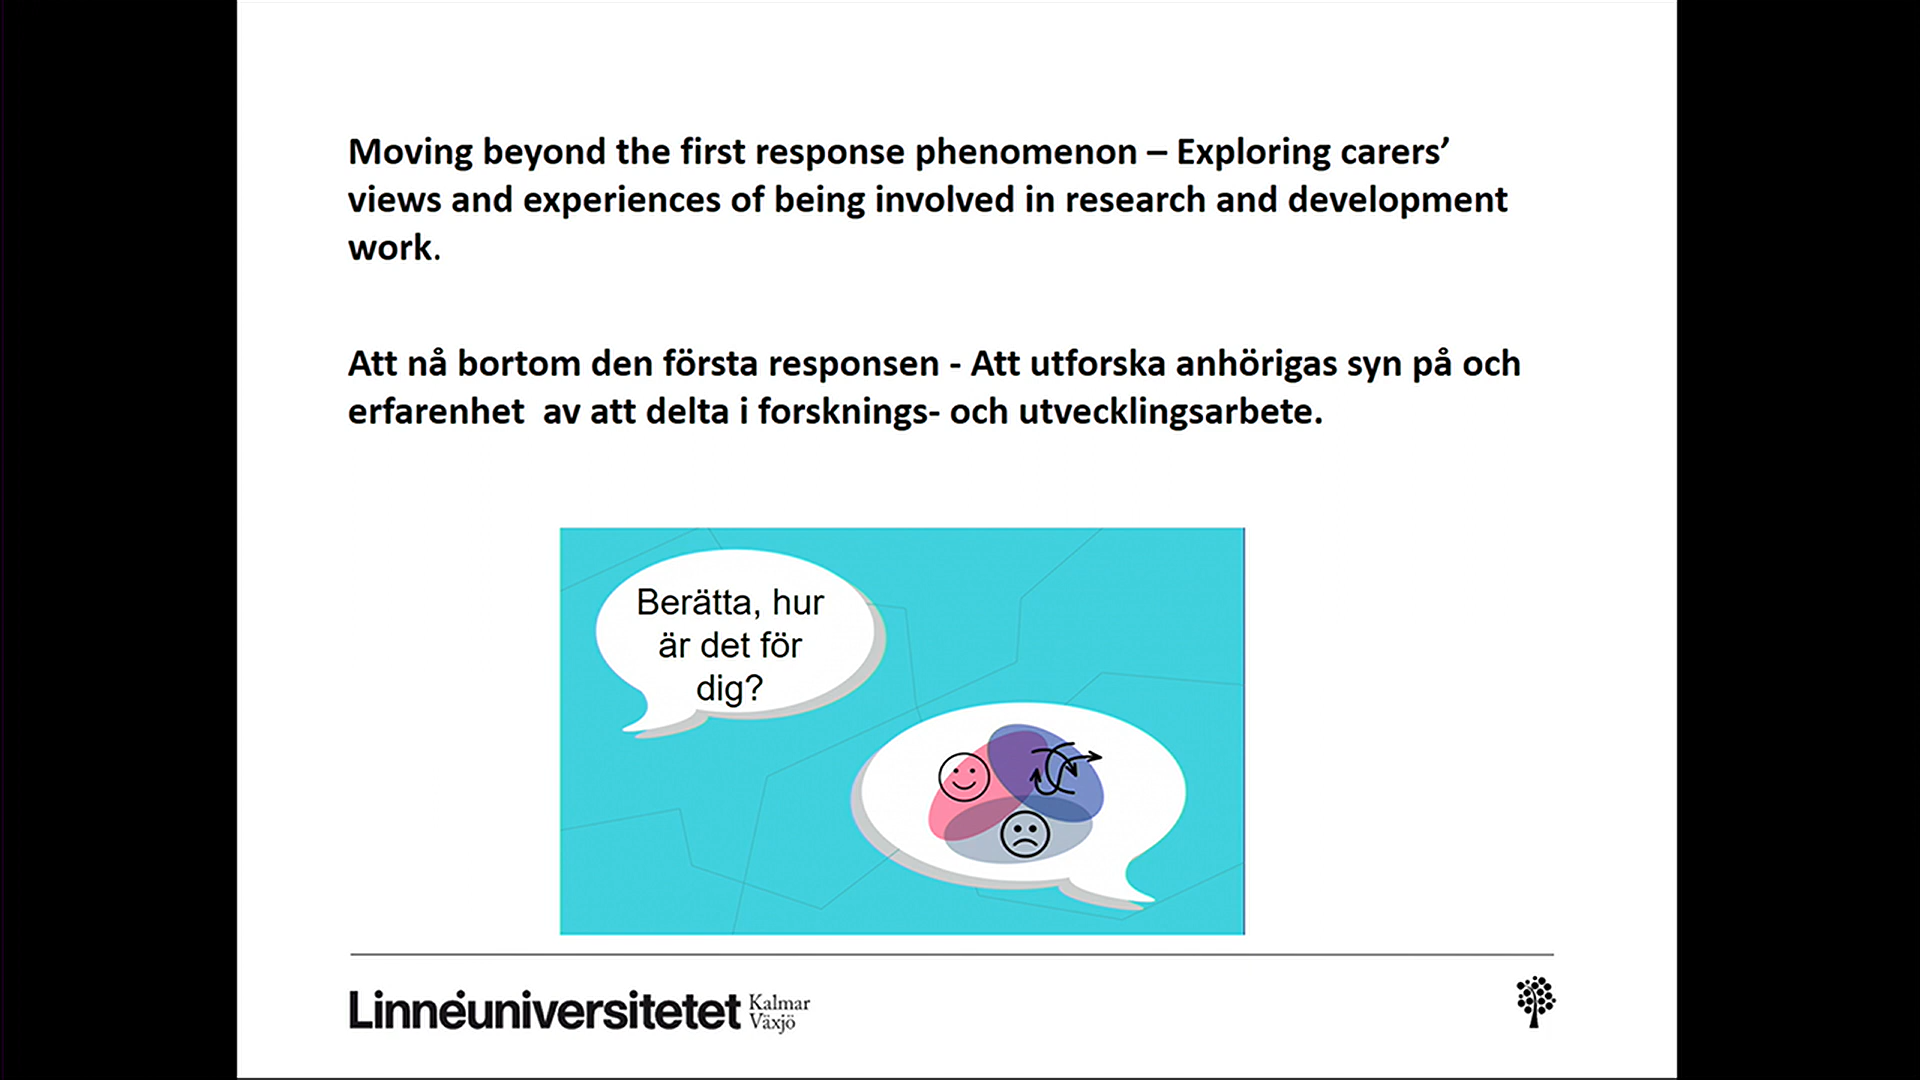 Moving beyond the first response phenomenon – Exploring carers’
views and experiences of being involved in research and development
work.
Att nå bortom den första responsen - Att utforska anhörigas syn på och
erfarenhet  av att delta i forsknings- och utvecklingsarbete.
Berätta, hur
är det för
dig?
Linnéuniversitetet
Kalmar
Växjö